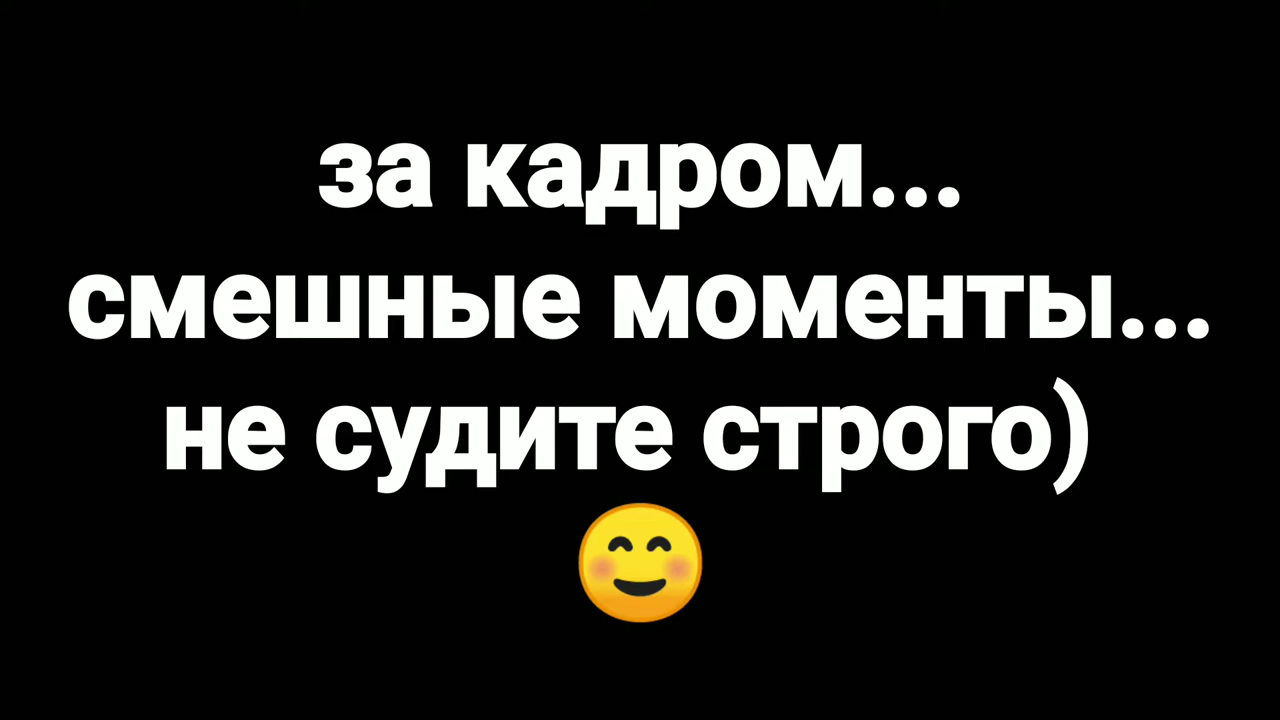 за кадром...
смешные моменты...
не судите строго)
😊